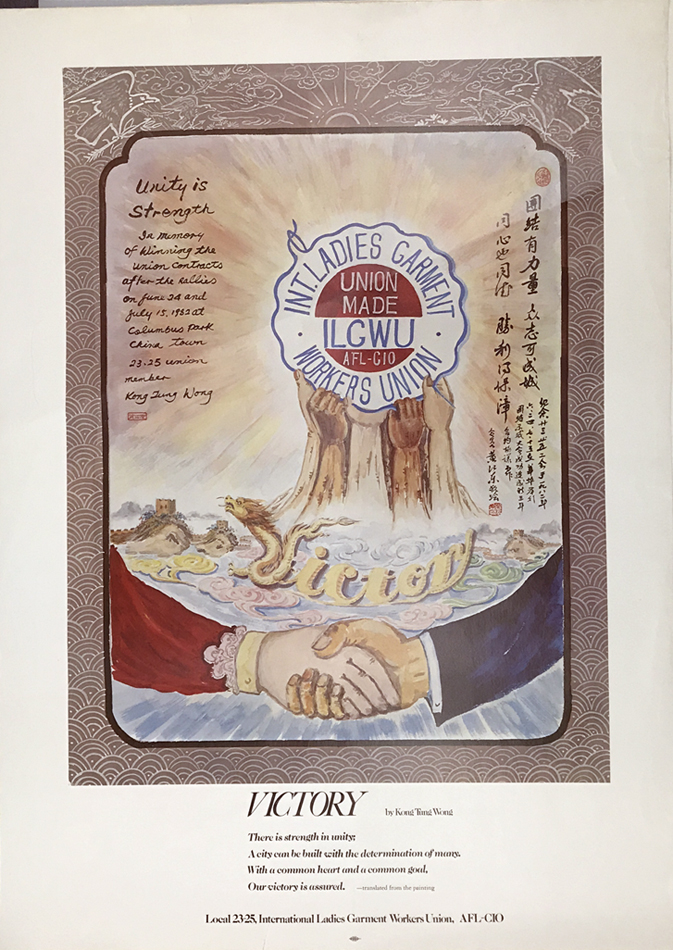 Unity is
Strength
In memory
of Winning the
union contracts
after the rallies
on June 24 and
July 15, 1982 at
Columbus Park
China town
23-25 union
member
Kong Tung Wong
INT. LADIES GARMENT
UNION
MADE
ILGWU
AFL-CIO
WORKERS UNION
團結有力量 眾志可成城
同心也同德 勝利得保障
Victory
VICTORY by Kong Tung Wong
There is strength in unity;
A city can be built with the determination of many.
With a common heart and a common goal,
Our victory is assured. —translated from the painting
Local 23-25, International Ladies Garment Workers Union, AFL-CIO